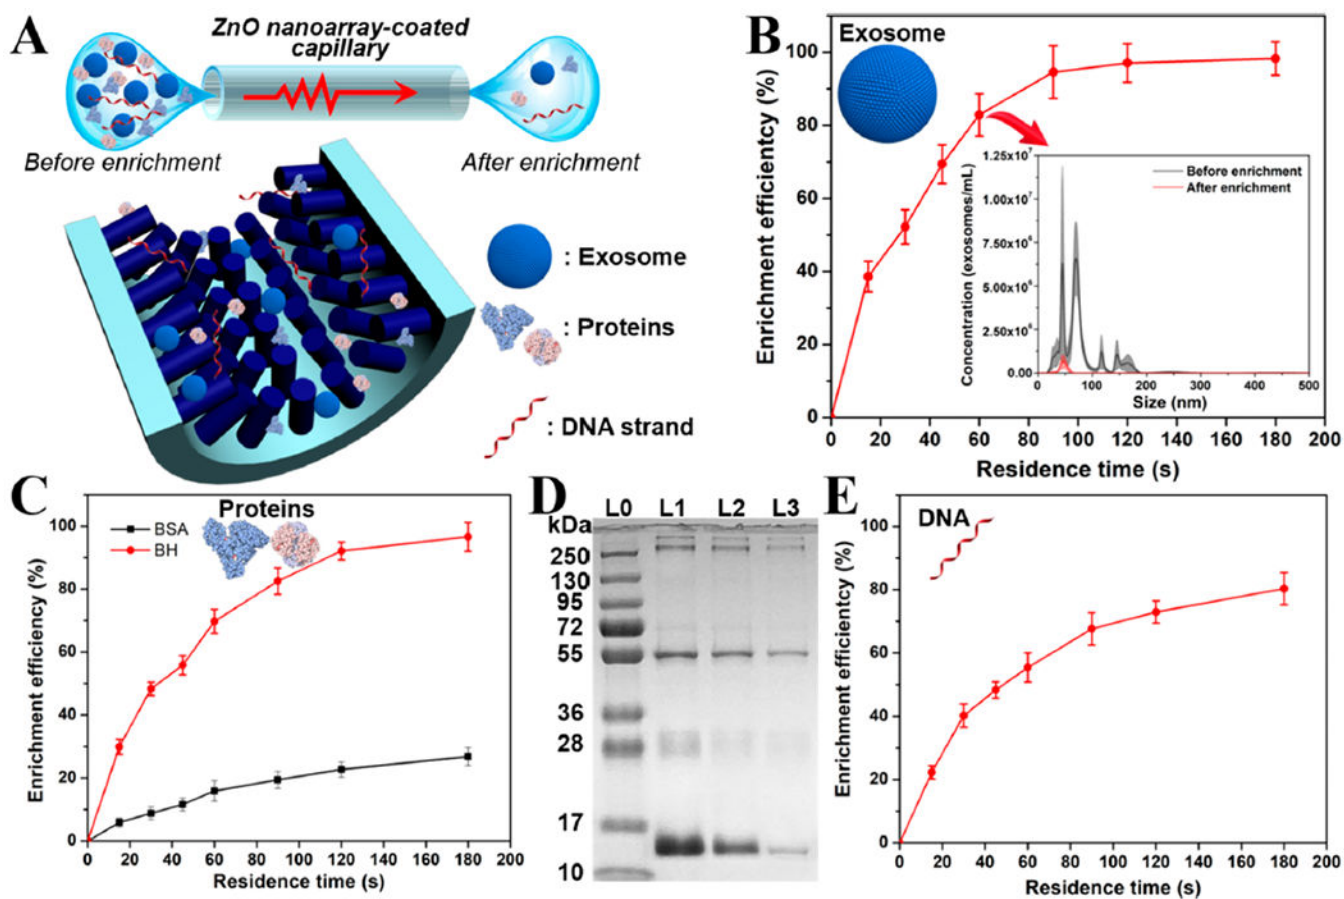 A
ZnO nanoarray-coated
capillary
Before enrichment
After enrichment
: Exosome
: Proteins
: DNA strand
B
Exosome
Enrichment efficientcy (%)
100
80
60
40
20
0
0 20 40 60 80 100 120 140 160 180 200
Residence time (s)
Concentration (exosomes/mL)
1.25x10⁷
1.00x10⁷
7.50x10⁶
5.00x10⁶
2.50x10⁶
0.00
Before enrichment
After enrichment
0 100 200 300 400 500
Size (nm)
C
Proteins
BSA
BH
Enrichment efficiency (%)
100
80
60
40
20
0
0 20 40 60 80 100 120 140 160 180 200
Residence time (s)
D
L0 L1 L2 L3
kDa
250
130
95
72
55
36
28
17
10
E
DNA
Enrichment efficientcy (%)
100
80
60
40
20
0
0 20 40 60 80 100 120 140 160 180 200
Residence time (s)